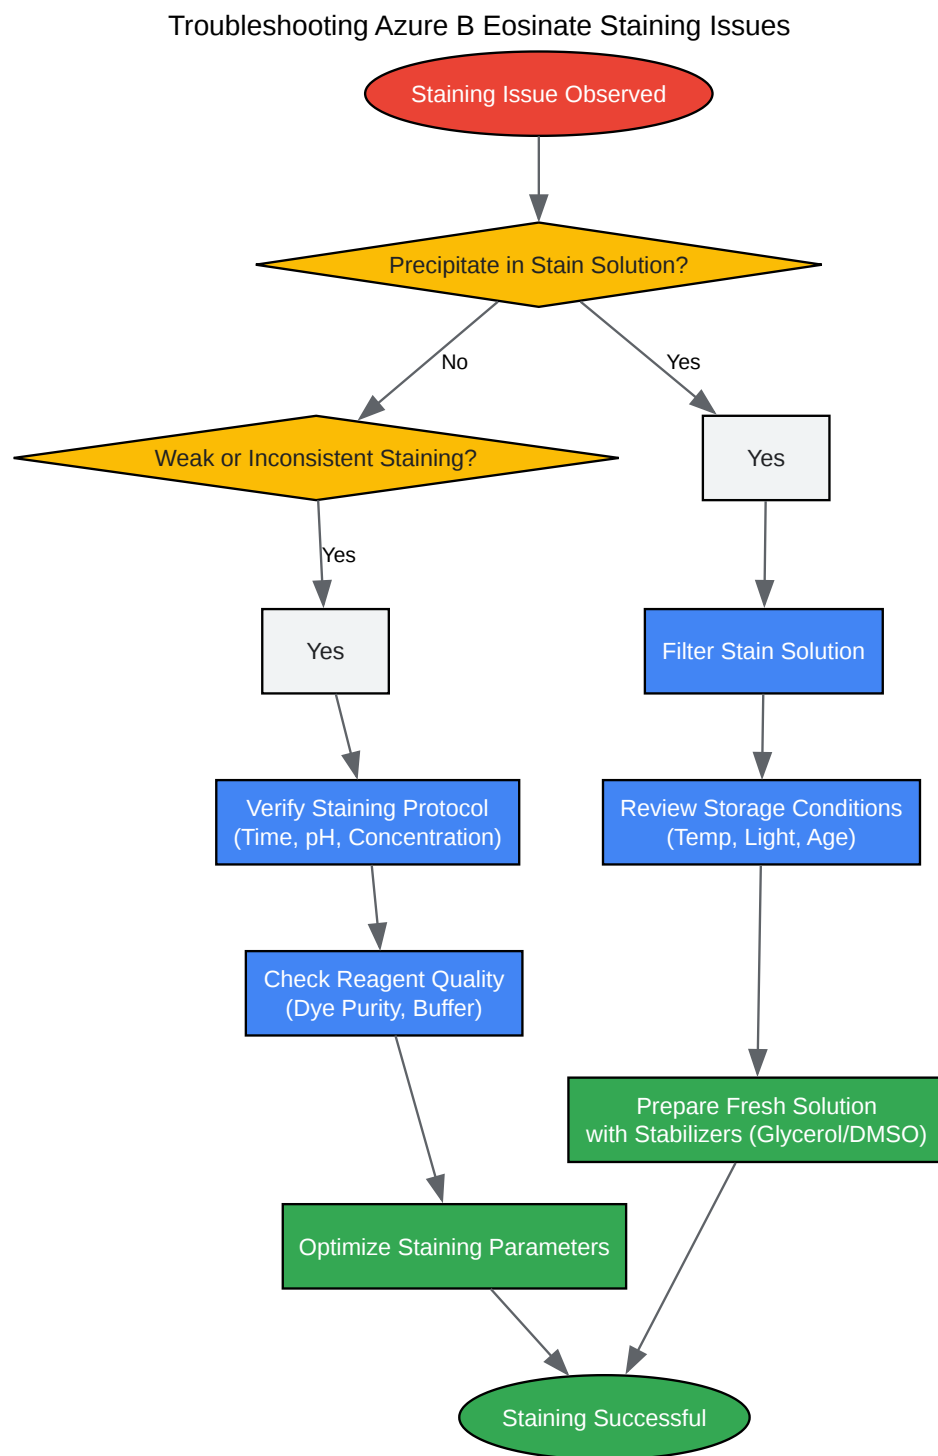 Troubleshooting Azure B Eosinate Staining Issues
Staining Issue Observed
Precipitate in Stain Solution?
No
Yes
Weak or Inconsistent Staining?
Yes
Yes
Yes
Filter Stain Solution
Verify Staining Protocol
(Time, pH, Concentration)
Review Storage Conditions
(Temp, Light, Age)
Check Reagent Quality
(Dye Purity, Buffer)
Prepare Fresh Solution
with Stabilizers (Glycerol/DMSO)
Optimize Staining Parameters
Staining Successful